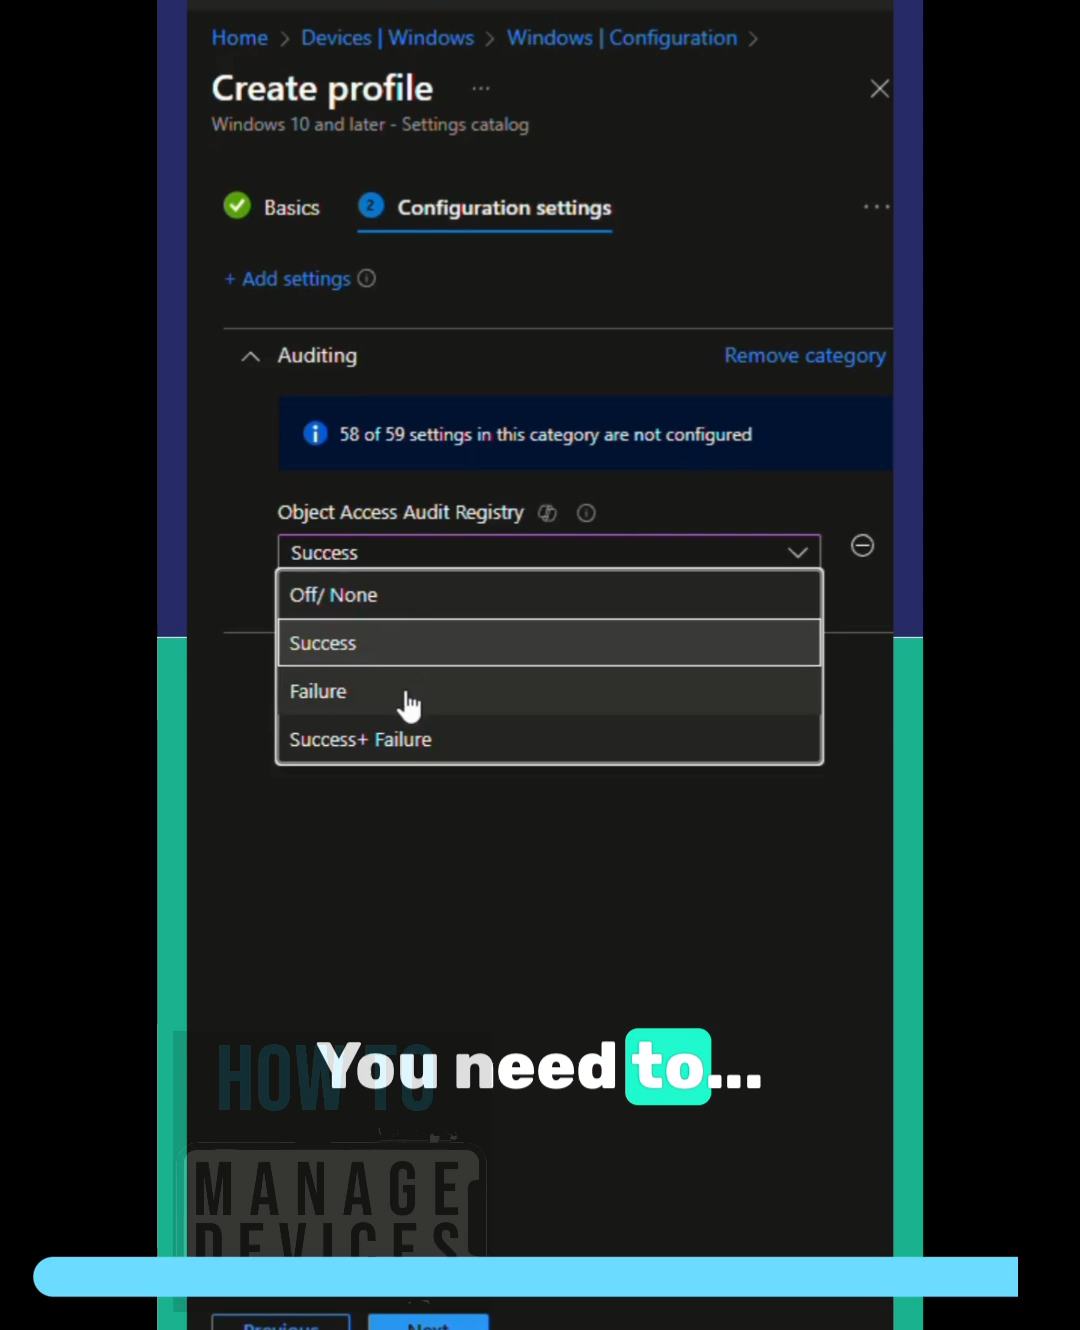 Home > Devices | Windows > Windows | Configuration >
Create profile ...
Windows 10 and later - Settings catalog
Basics 2 Configuration settings ...
+ Add settings
Auditing Remove category
58 of 59 settings in this category are not configured
Object Access Audit Registry
Success
Off/ None
Success
Failure
Success+ Failure
HOW TO
You need to...
MANAGE
DEVICES
Previous Next